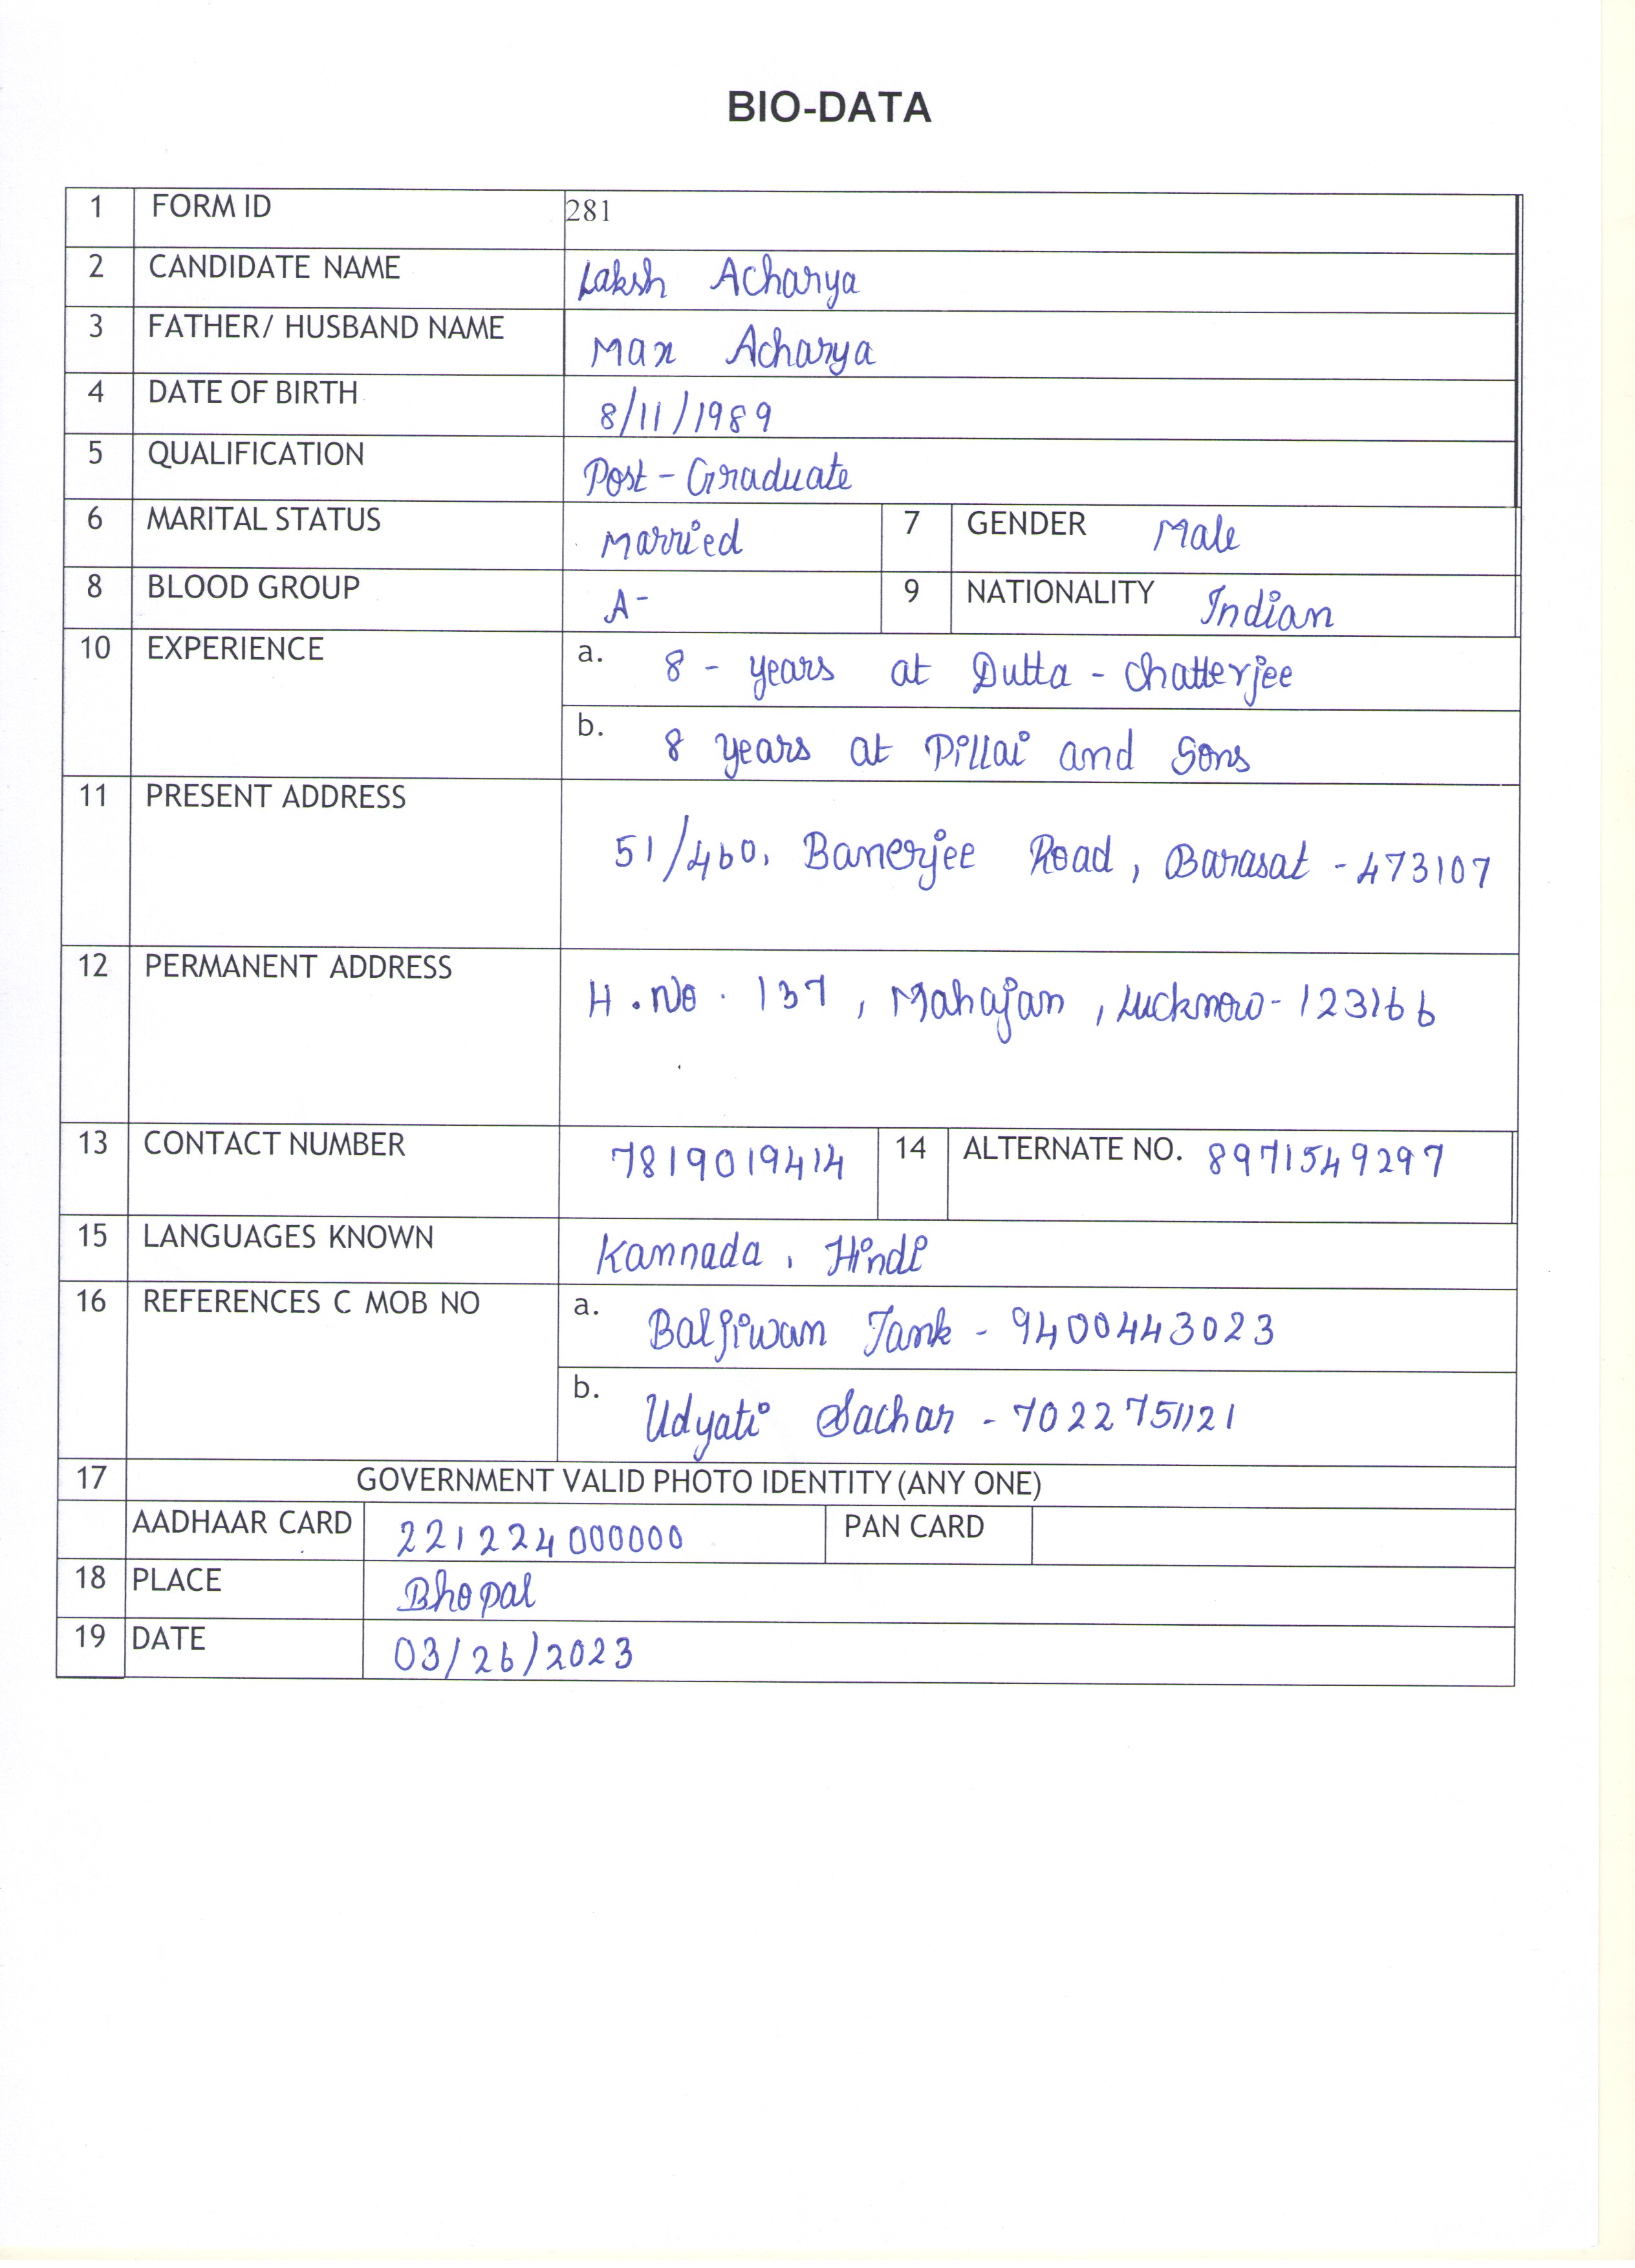 BIO-DATA
1 FORM ID 281
2 CANDIDATE NAME Laksh Acharya
3 FATHER/ HUSBAND NAME Max Acharya
4 DATE OF BIRTH 8/11/1989
5 QUALIFICATION Post-Graduate
6 MARITAL STATUS Married 7 GENDER Male
8 BLOOD GROUP A- 9 NATIONALITY Indian
10 EXPERIENCE a. 8 - years at Dutta - Chatterjee
b. 8 years at Pillai and Sons
11 PRESENT ADDRESS
51/460, Banerjee Road, Barasat - 473107
12 PERMANENT ADDRESS
H.No. 137, Mahajan, Lucknow - 123166
13 CONTACT NUMBER 7819019414 14 ALTERNATE NO. 8971549297
15 LANGUAGES KNOWN Kannada, Hindi
16 REFERENCES C MOB NO a. Baljiwan Tank - 9400443023
b. Udyati Sachar - 7022751121
17 GOVERNMENT VALID PHOTO IDENTITY (ANY ONE)
AADHAAR CARD 221224000000 PAN CARD
18 PLACE Bhopal
19 DATE 03/26/2023